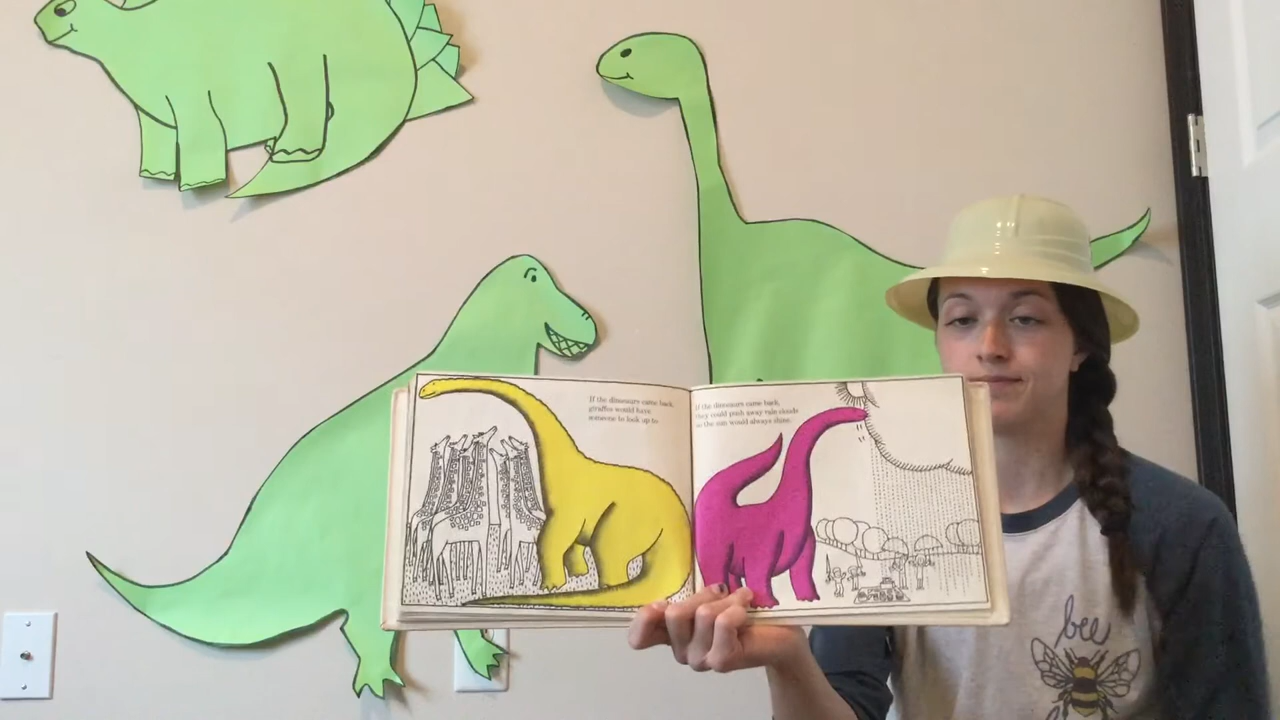 If the dinosaurs came back,
giraffes would have
someone to look up to.
If the dinosaurs came back,
they could push away rain clouds
so the sun would always shine.
bee